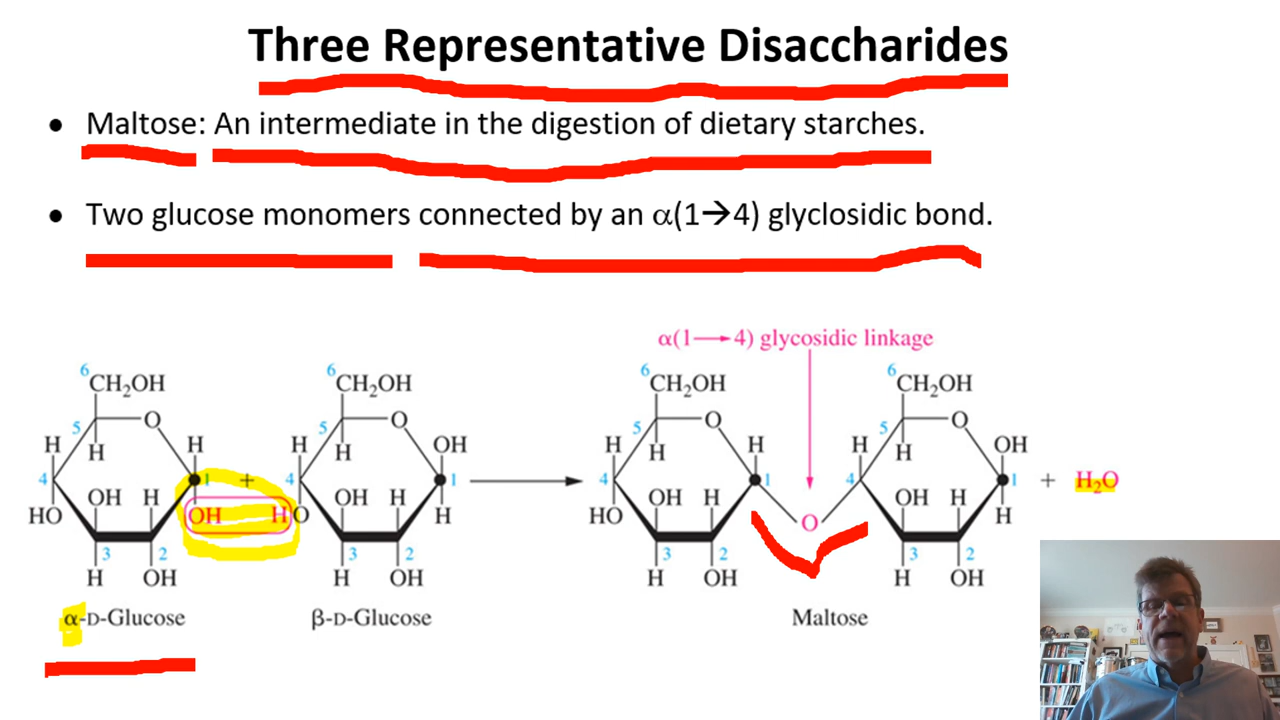 Three Representative Disaccharides
• Maltose: An intermediate in the digestion of dietary starches.
• Two glucose monomers connected by an α(1→4) glyclosidic bond.
α(1→4) glycosidic linkage
6 CH₂OH 6 CH₂OH 6 CH₂OH 6 CH₂OH
5 O 5 O 5 O 5 O
H H H H OH H H H H H OH
4 1 + 4 1 4 1 4 1 + H₂O
OH H OH H OH H OH H
HO OH HO H HO O H
3 2 3 2 3 2 3 2
H OH H OH H OH H OH
α-D-Glucose β-D-Glucose Maltose